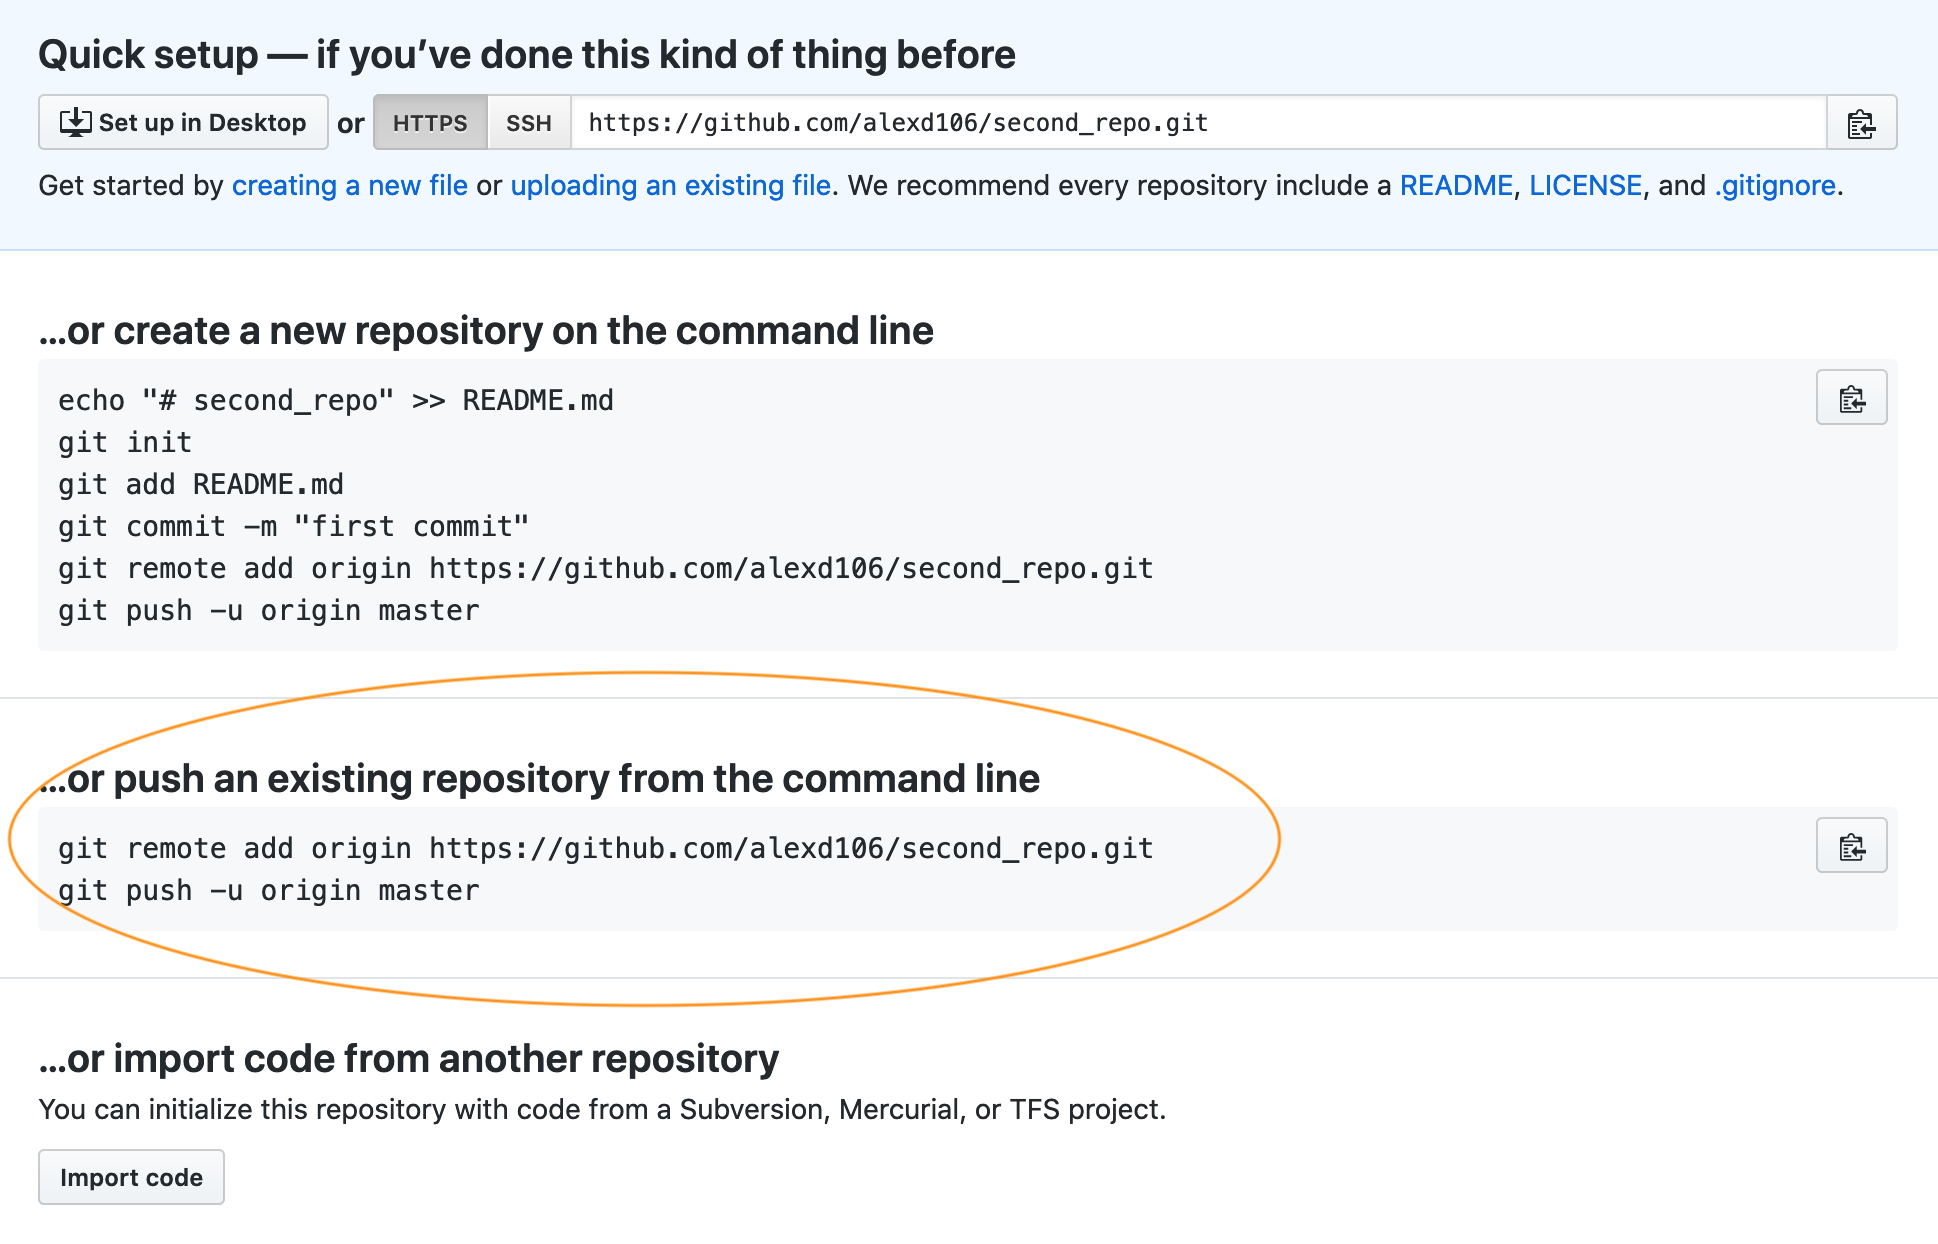 Quick setup — if you’ve done this kind of thing before
Set up in Desktop or HTTPS SSH https://github.com/alexd106/second_repo.git
Get started by creating a new file or uploading an existing file. We recommend every repository include a README, LICENSE, and .gitignore.
…or create a new repository on the command line
echo "# second_repo" >> README.md
git init
git add README.md
git commit -m "first commit"
git remote add origin https://github.com/alexd106/second_repo.git
git push -u origin master
…or push an existing repository from the command line
git remote add origin https://github.com/alexd106/second_repo.git
git push -u origin master
…or import code from another repository
You can initialize this repository with code from a Subversion, Mercurial, or TFS project.
Import code